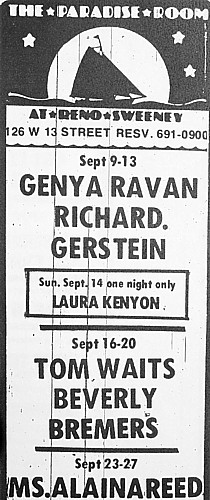 THE★PARADISE★ROOM
AT★RENO★SWEENEY
126 W 13 STREET RESV. 691-0900
Sept 9-13
GENYA RAVAN
RICHARD.
GERSTEIN
Sun. Sept. 14 one night only
LAURA KENYON
Sept 16-20
TOM WAITS
BEVERLY
BREMERS
Sept 23-27
MS. ALAINAREED